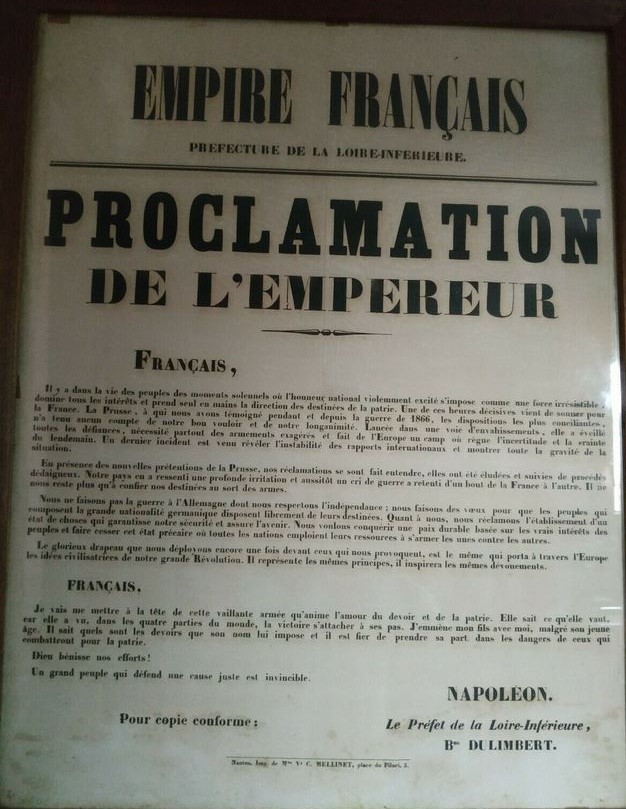 EMPIRE FRANÇAIS
PREFECTURE DE LA LOIRE-INFERIEURE.
PROCLAMATION
DE L'EMPEREUR
FRANÇAIS,
Il y a dans la vie des peuples des moments solennels où l'honneur national violemment excité s'impose comme une force irrésistible,
domine tous les intérêts et prend seul en mains la direction des destinées de la patrie. Une de ces heures décisives vient de sonner pour
la France. La Prusse, à qui nous avons témoigné pendant et depuis la guerre de 1866, les dispositions les plus conciliantes,
n'a tenu aucun compte de notre bon vouloir et de notre longanimité. Lancée dans une voie d'envahissements, elle a éveillé
toutes les défiances, nécessité partout des armements exagérés et fait de l'Europe un camp où règne l'incertitude et la crainte
du lendemain. Un dernier incident est venu révéler l'instabilité des rapports internationaux et montrer toute la gravité de la
situation.
En présence des nouvelles prétentions de la Prusse, nos réclamations se sont fait entendre, elles ont été éludées et suivies de procédés
dédaigneux. Notre pays en a ressenti une profonde irritation et aussitôt un cri de guerre a retenti d'un bout de la France à l'autre. Il ne
nous reste plus qu'à confier nos destinées au sort des armes.
Nous ne faisons pas la guerre à l'Allemagne dont nous respectons l'indépendance ; nous faisons des vœux pour que les peuples qui
composent la grande nationalité germanique disposent librement de leurs destinées. Quant à nous, nous réclamons l'établissement d'un
état de choses qui garantisse notre sécurité et assure l'avenir. Nous voulons conquérir une paix durable basée sur les vrais intérêts des
peuples et faire cesser cet état précaire où toutes les nations emploient leurs ressources à s'armer les unes contre les autres.
Le glorieux drapeau que nous déployons encore une fois devant ceux qui nous provoquent, est le même qui porta à travers l'Europe
les idées civilisatrices de notre grande Révolution. Il représente les mêmes principes, il inspirera les mêmes dévouements.
FRANÇAIS,
Je vais me mettre à la tête de cette vaillante armée qu'anime l'amour du devoir et de la patrie. Elle sait ce qu'elle vaut,
car elle a vu, dans les quatre parties du monde, la victoire s'attacher à ses pas. J'emmène mon fils avec moi, malgré son jeune
âge. Il sait quels sont les devoirs que son nom lui impose et il est fier de prendre sa part dans les dangers de ceux qui
combattront pour la patrie.
Dieu bénisse nos efforts !
Un grand peuple qui défend une cause juste est invincible.
NAPOLEON.
Pour copie conforme :
Le Préfet de la Loire-Inférieure,
Bon DULIMBERT.
Nantes, Imp. de Mme Ve C. MELLINET, place du Pilori, 5.